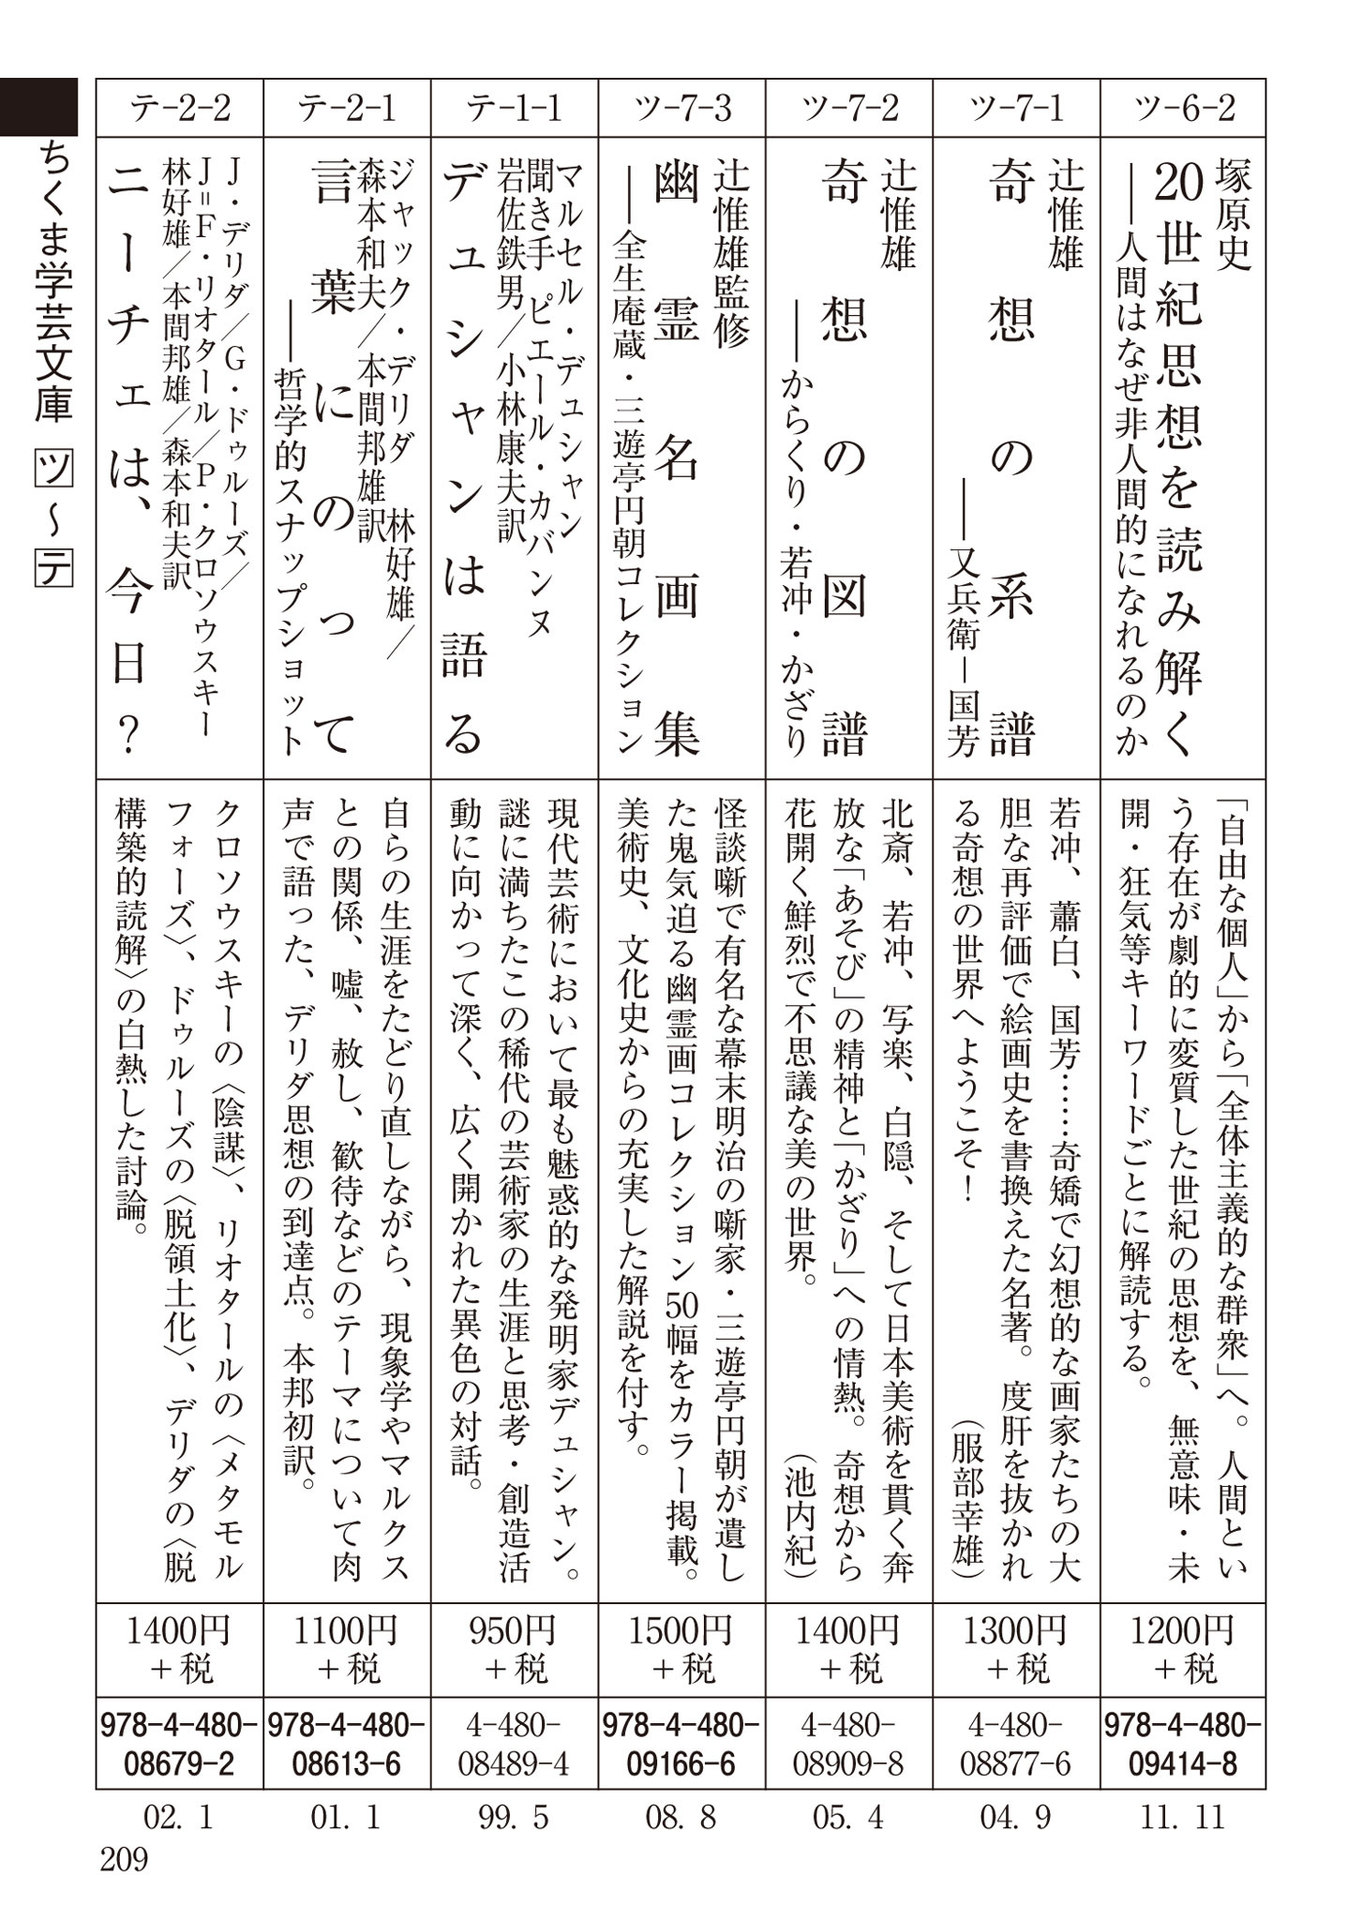 ツ-6-2
塚原史
20世紀思想を読み解く
――人間はなぜ非人間的になれるのか
「自由な個人」から「全体主義的な群衆」へ。人間とい
う存在が劇的に変質した世紀の思想を、無意味・未
開・狂気等キーワードごとに解読する。
1200円
+税
978-4-480-
09414-8
11. 11
ツ-7-1
辻惟雄
奇想の系譜
――又兵衛―国芳
若冲、蕭白、国芳……奇矯で幻想的な画家たちの大
胆な再評価で絵画史を書換えた名著。度肝を抜かれ
る奇想の世界へようこそ！ (服部幸雄)
1300円
+税
4-480-
08877-6
04. 9
ツ-7-2
辻惟雄
奇想の図譜
――からくり・若冲・かざり
北斎、若冲、写楽、白隠、そして日本美術を貫く奔
放な「あそび」の精神と「かざり」への情熱。奇想から
花開く鮮烈で不思議な美の世界。 (池内紀)
1400円
+税
4-480-
08909-8
05. 4
ツ-7-3
辻惟雄監修
幽霊名画集
――全生庵蔵・三遊亭円朝コレクション
怪談噺で有名な幕末明治の噺家・三遊亭円朝が遺し
た鬼気迫る幽霊画コレクション50幅をカラー掲載。
美術史、文化史からの充実した解説を付す。
1500円
+税
978-4-480-
09166-6
08. 8
テ-1-1
マルセル・デュシャン
聞き手 ピエール・カバンヌ
岩佐鉄男／小林康夫訳
デュシャンは語る
現代芸術において最も魅惑的な発明家デュシャン。
謎に満ちたこの稀代の芸術家の生涯と思考・創造活
動に向かって深く、広く開かれた異色の対話。
950円
+税
4-480-
08489-4
99. 5
テ-2-1
ジャック・デリダ 林好雄／
森本和夫／本間邦雄訳
言葉にのって
――哲学的スナップショット
自らの生涯をたどり直しながら、現象学やマルクス
との関係、嘘、赦し、歓待などのテーマについて肉
声で語った、デリダ思想の到達点。本邦初訳。
1100円
+税
978-4-480-
08613-6
01. 1
テ-2-2
J・デリダ／G・ドゥルーズ／
J=F・リオタール／P・クロソウスキー
林好雄／本間邦雄／森本和夫訳
ニーチェは、今日？
クロソウスキーの〈陰謀〉、リオタールの〈メタモル
フォーズ〉、ドゥルーズの〈脱領土化〉、デリダの〈脱
構築的読解〉の白熱した討論。
1400円
+税
978-4-480-
08679-2
02. 1
ちくま学芸文庫 ツ～テ
209